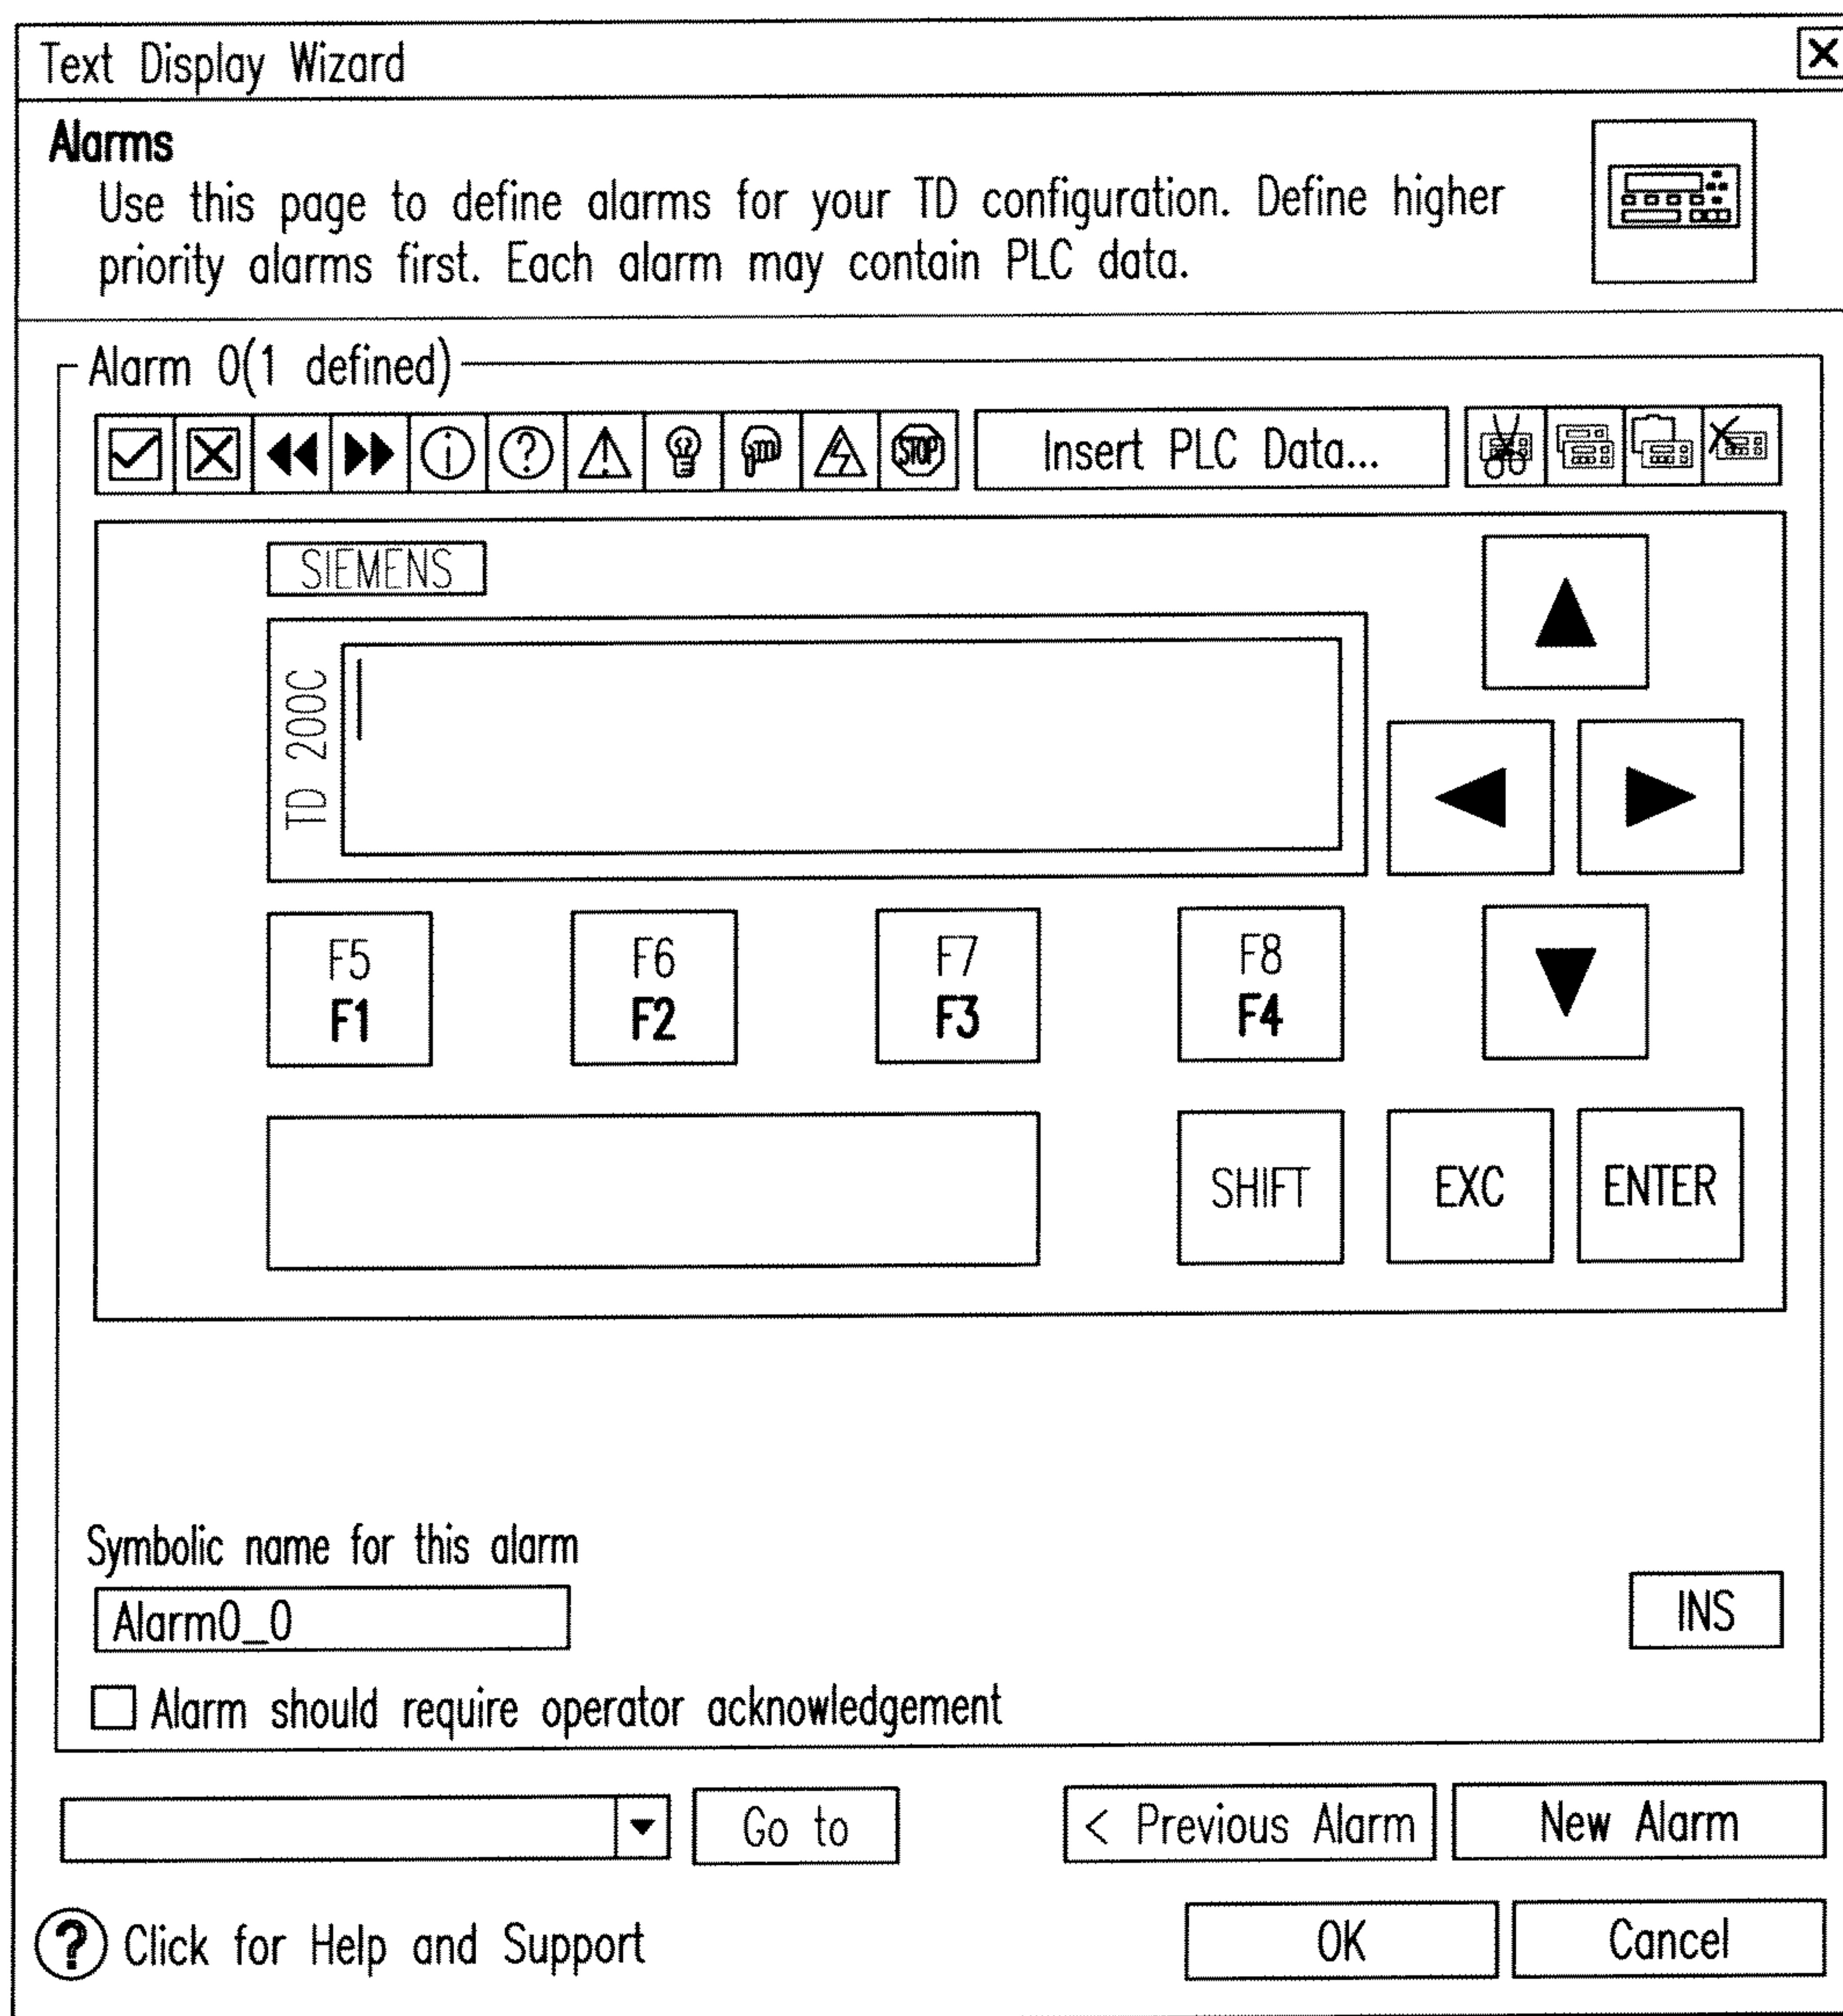 Text Display Wizard
Alarms
Use this page to define alarms for your TD configuration. Define higher
priority alarms first. Each alarm may contain PLC data.
Alarm 0(1 defined)
STOP
Insert PLC Data...
SIEMENS
TD 200C
F5
F1
F6
F2
F7
F3
F8
F4
SHIFT
EXC
ENTER
Symbolic name for this alarm
Alarm0_0
INS
Alarm should require operator acknowledgement
Go to
< Previous Alarm
New Alarm
? Click for Help and Support
OK
Cancel